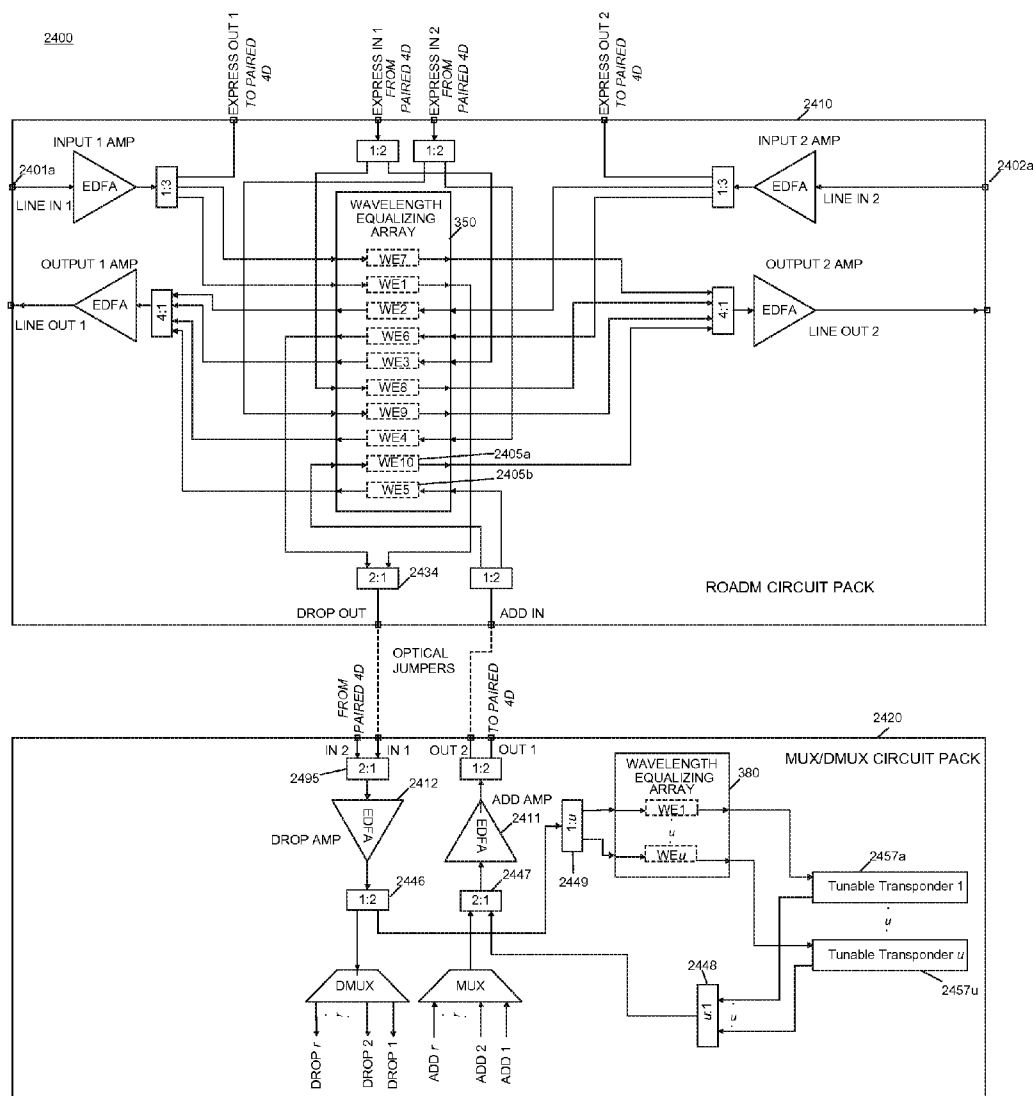 2400
EXPRESS OUT 1
TO PAIRED
4D
EXPRESS IN 1
FROM
PAIRED 4D
EXPRESS IN 2
FROM
PAIRED 4D
EXPRESS OUT 2
TO PAIRED
4D
2410
INPUT 1 AMP
EDFA
2401a
LINE IN 1
1:3
1:2
1:2
1:3
INPUT 2 AMP
EDFA
2402a
LINE IN 2
WAVELENGTH
EQUALIZING
ARRAY
350
WE7
WE1
WE2
WE6
WE3
WE8
WE9
WE4
WE10
WE5
2405a
2405b
OUTPUT 1 AMP
EDFA
LINE OUT 1
4:1
4:1
OUTPUT 2 AMP
EDFA
LINE OUT 2
2:1
2434
1:2
DROP OUT
ADD IN
ROADM CIRCUIT PACK
OPTICAL
JUMPERS
FROM
PAIRED 4D
TO PAIRED
4D
2420
MUX/DMUX CIRCUIT PACK
IN 2
IN 1
OUT 2
OUT 1
2495
2:1
1:2
2412
EDFA
DROP AMP
ADD AMP
EDFA
2411
WAVELENGTH
EQUALIZING
ARRAY
380
WE1
u
WEu
1:u
2449
1:2
2446
2:1
2447
2457a
Tunable Transponder 1
u
Tunable Transponder u
2457u
2448
u:1
u
DMUX
MUX
r
r
DROP r
DROP 2
DROP 1
ADD r
ADD 2
ADD 1